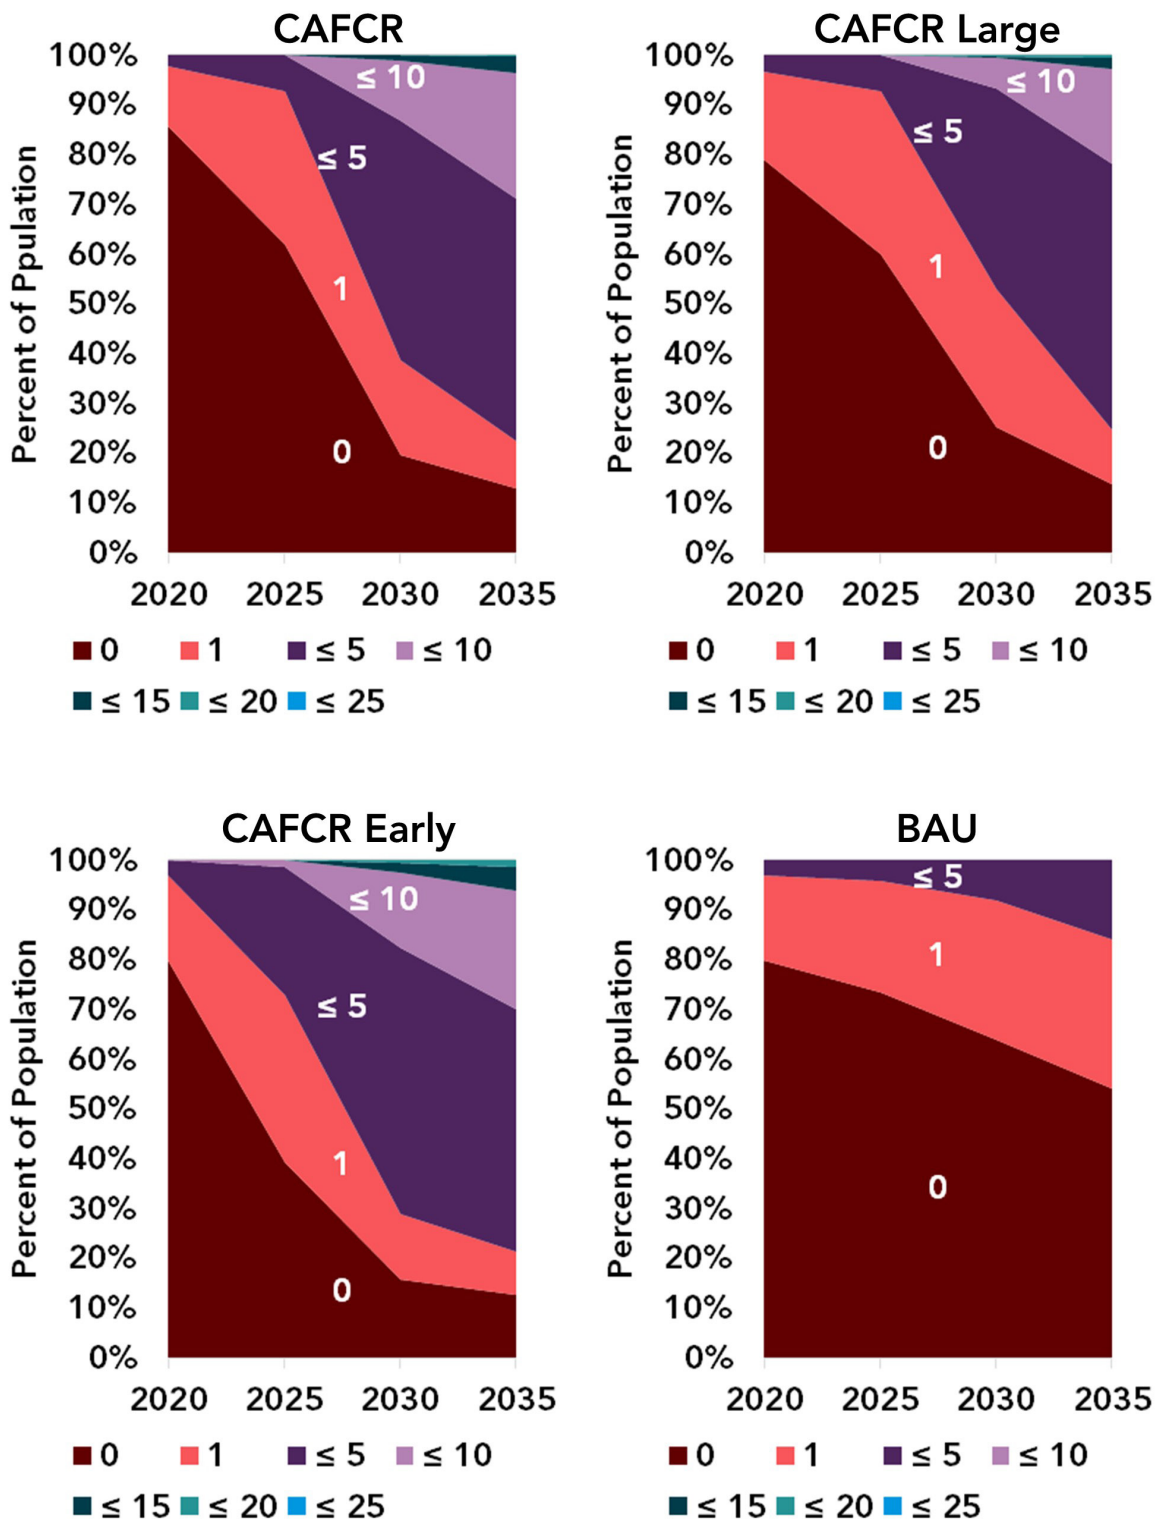 CAFCR
Percent of Ppulation
100%
90%
80%
70%
60%
50%
40%
30%
20%
10%
0%
≤ 10
≤ 5
1
0
2020 2025 2030 2035
0 1 ≤ 5 ≤ 10
≤ 15 ≤ 20 ≤ 25
CAFCR Large
Percent of Population
100%
90%
80%
70%
60%
50%
40%
30%
20%
10%
0%
≤ 10
≤ 5
1
0
2020 2025 2030 2035
0 1 ≤ 5 ≤ 10
≤ 15 ≤ 20 ≤ 25
CAFCR Early
Percent of Population
100%
90%
80%
70%
60%
50%
40%
30%
20%
10%
0%
≤ 10
≤ 5
1
0
2020 2025 2030 2035
0 1 ≤ 5 ≤ 10
≤ 15 ≤ 20 ≤ 25
BAU
Percent of Population
100%
90%
80%
70%
60%
50%
40%
30%
20%
10%
0%
≤ 5
1
0
2020 2025 2030 2035
0 1 ≤ 5 ≤ 10
≤ 15 ≤ 20 ≤ 25